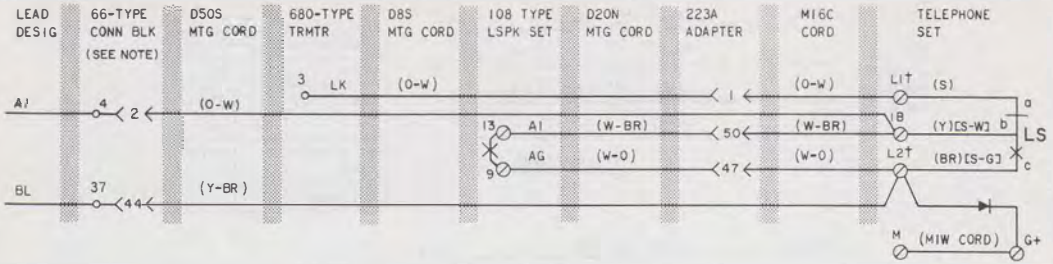 LEAD DESIG
66-TYPE CONN BLK (SEE NOTE)
D50S MTG CORD
680-TYPE TRMTR
D8S MTG CORD
108 TYPE LSPK SET
D20N MTG CORD
223A ADAPTER
M16C CORD
TELEPHONE SET
3 LK (O-W) 1 (O-W) L1† (S) a
A1 4 2 (O-W) 18 b
13 A1 (W-BR) 50 (W-BR) (Y)[S-W] LS
9 AG (W-O) 47 (W-O) L2† (BR)[S-G] c
BL 37 44 (Y-BR)
M (MIW CORD) G+